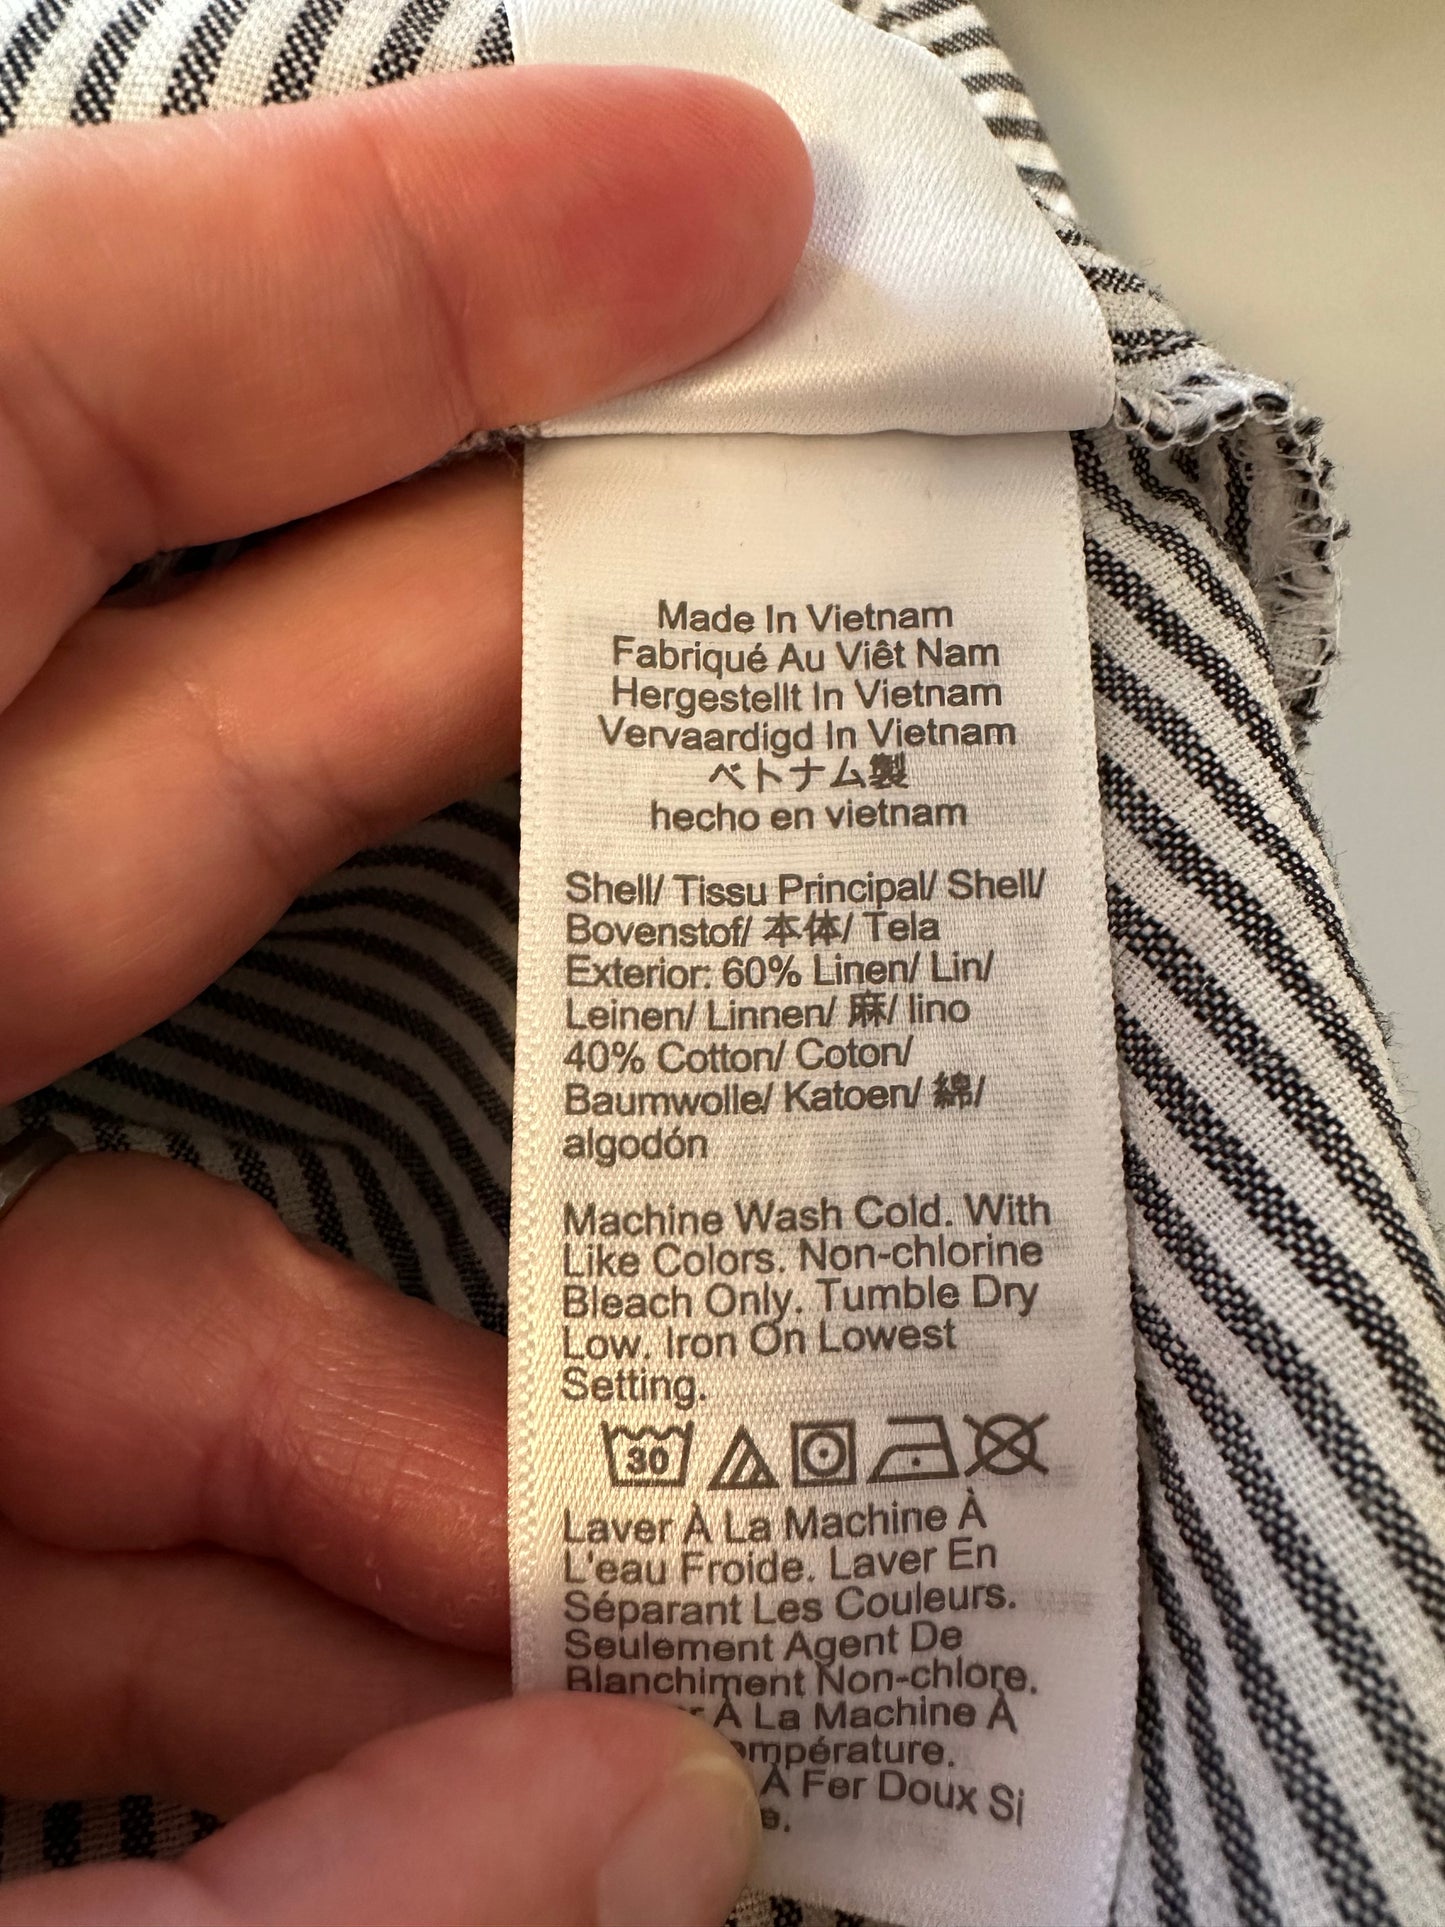 Made In Vietnam
Fabriqué Au Viêt Nam
Hergestellt In Vietnam
Vervaardigd In Vietnam
ベトナム製
hecho en vietnam
Shell/ Tissu Principal/ Shell/
Bovenstof/ 本体/ Tela
Exterior: 60% Linen/ Lin/
Leinen/ Linnen/ 麻/ lino
40% Cotton/ Coton/
Baumwolle/ Katoen/ 綿/
algodón
Machine Wash Cold. With
Like Colors. Non-chlorine
Bleach Only. Tumble Dry
Low. Iron On Lowest
Setting.
30
Laver À La Machine À
L'eau Froide. Laver En
Séparant Les Couleurs.
Seulement Agent De
Blanchiment Non-chlore.
À La Machine À
empérature.
À Fer Doux Si